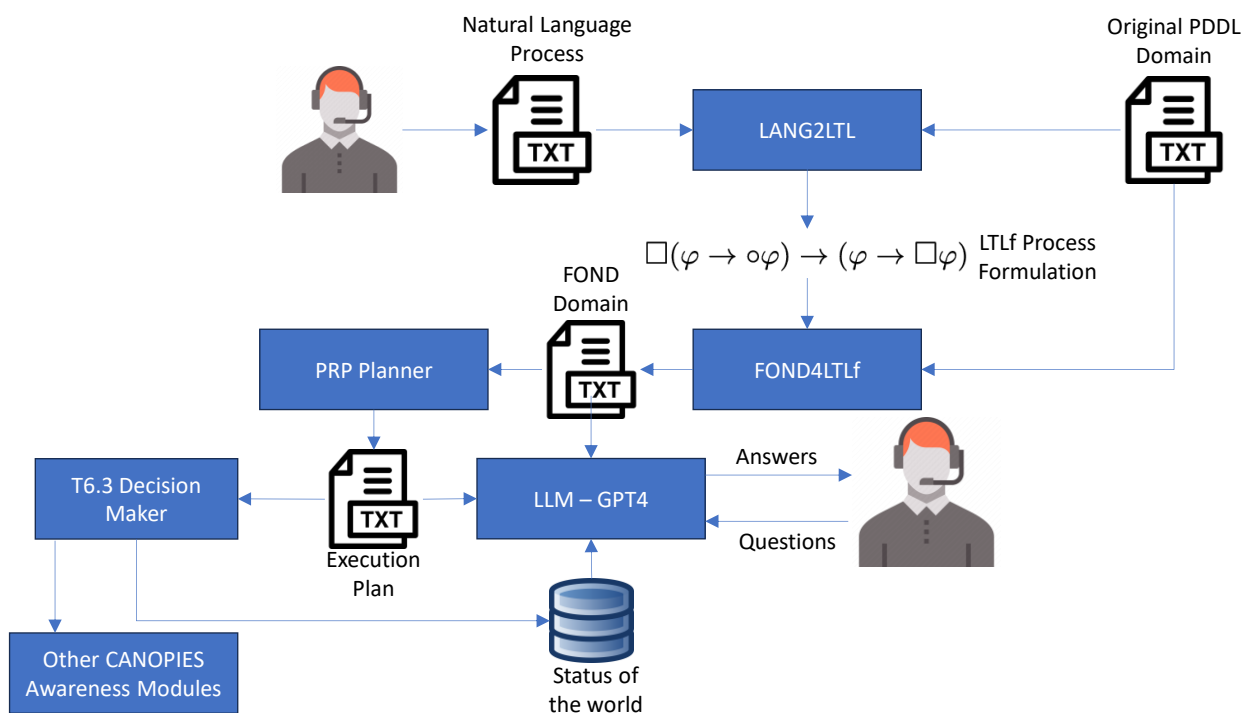 Natural Language
Process
Original PDDL
Domain
TXT
LANG2LTL
TXT
□(φ → ∘φ) → (φ → □φ)
LTLf Process
Formulation
FOND
Domain
PRP Planner
TXT
FOND4LTLf
T6.3 Decision
Maker
TXT
Execution
Plan
LLM – GPT4
Answers
Questions
Other CANOPIES
Awareness Modules
Status of
the world